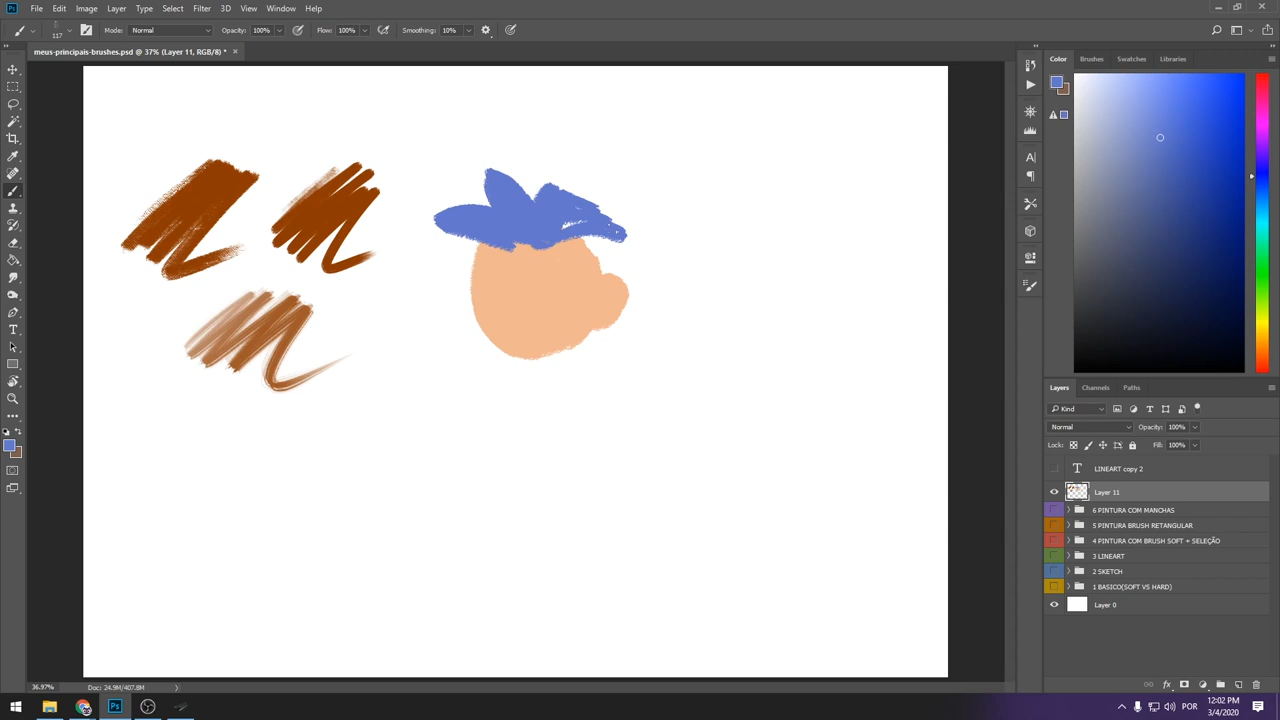 File Edit Image Layer Type Select Filter 3D View Window Help
117 Mode: Normal Opacity: 100% Flow: 100% Smoothing: 10%
meus-principais-brushes.psd @ 37% (Layer 11, RGB/8) *
Color Brushes Swatches Libraries
Layers Channels Paths
Kind
Normal Opacity: 100%
Lock: Fill: 100%
LINEART copy 2
Layer 11
6 PINTURA COM MANCHAS
5 PINTURA BRUSH RETANGULAR
4 PINTURA COM BRUSH SOFT + SELEÇÃO
3 LINEART
2 SKETCH
1 BASICO(SOFT VS HARD)
Layer 0
36.97% Doc: 24.9M/407.8M
POR 12:02 PM
3/4/2020